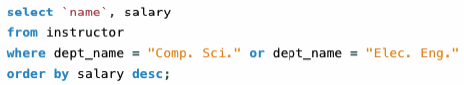 select `name`, salary
from instructor
where dept_name = "Comp. Sci." or dept_name = "Elec. Eng."
order by salary desc;